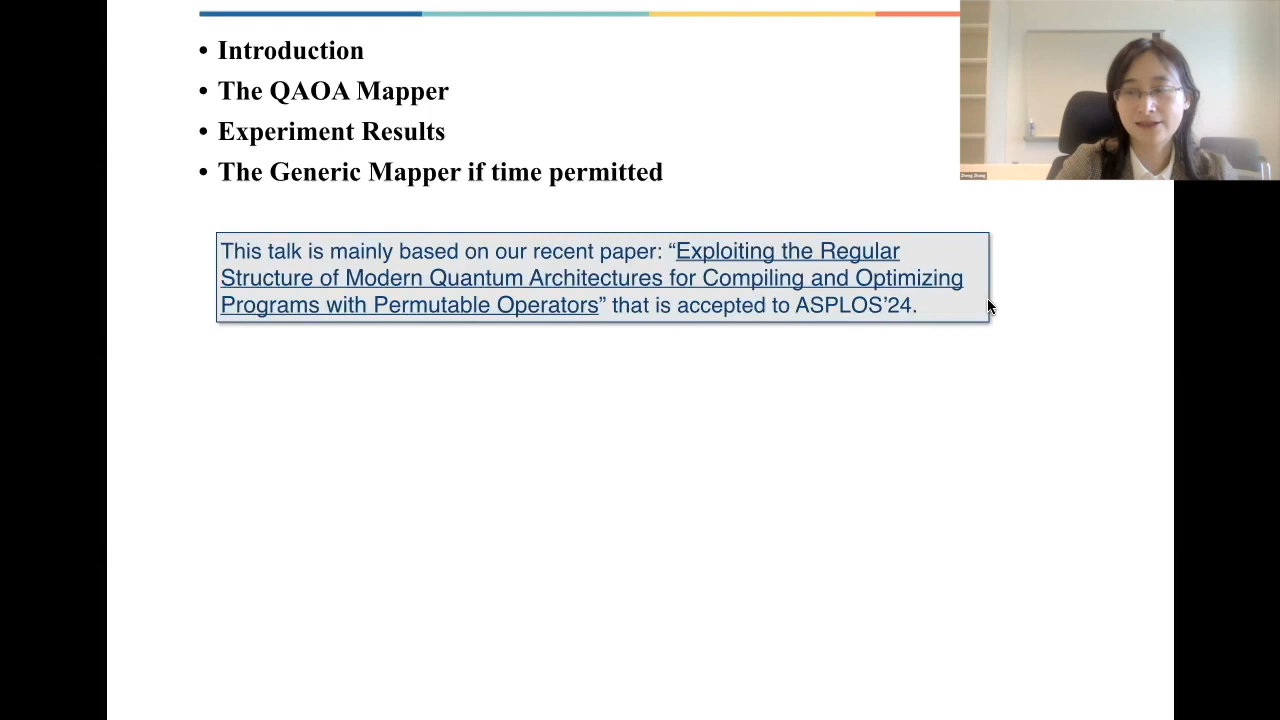 • Introduction
• The QAOA Mapper
• Experiment Results
• The Generic Mapper if time permitted
This talk is mainly based on our recent paper: “Exploiting the Regular
Structure of Modern Quantum Architectures for Compiling and Optimizing
Programs with Permutable Operators” that is accepted to ASPLOS’24.